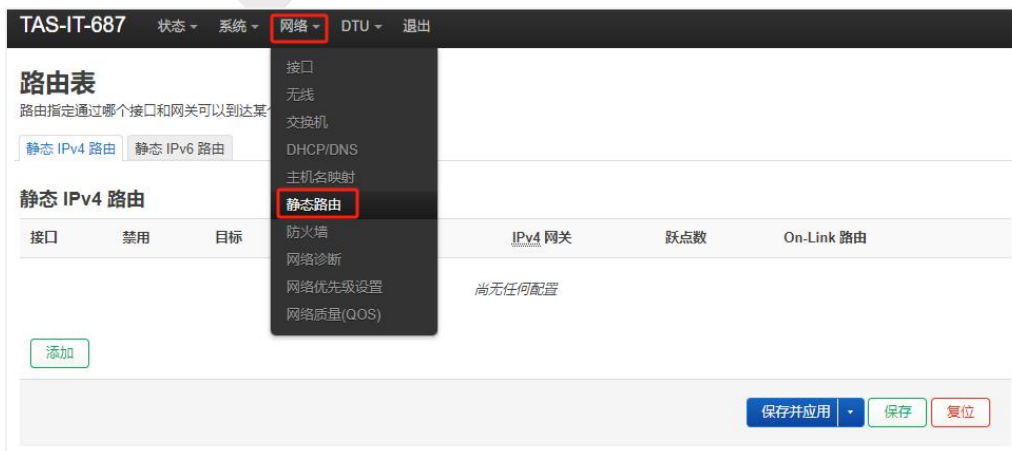 TAS-IT-687 状态 系统 网络 DTU 退出
接口
无线
交换机
DHCP/DNS
主机名映射
静态路由
防火墙
网络诊断
网络优先级设置
网络质量(QOS)
路由表
路由指定通过哪个接口和网关可以到达某
静态 IPv4 路由 静态 IPv6 路由
静态 IPv4 路由
接口 禁用 目标 IPv4 网关 跃点数 On-Link 路由
尚无任何配置
添加
保存并应用 保存 复位